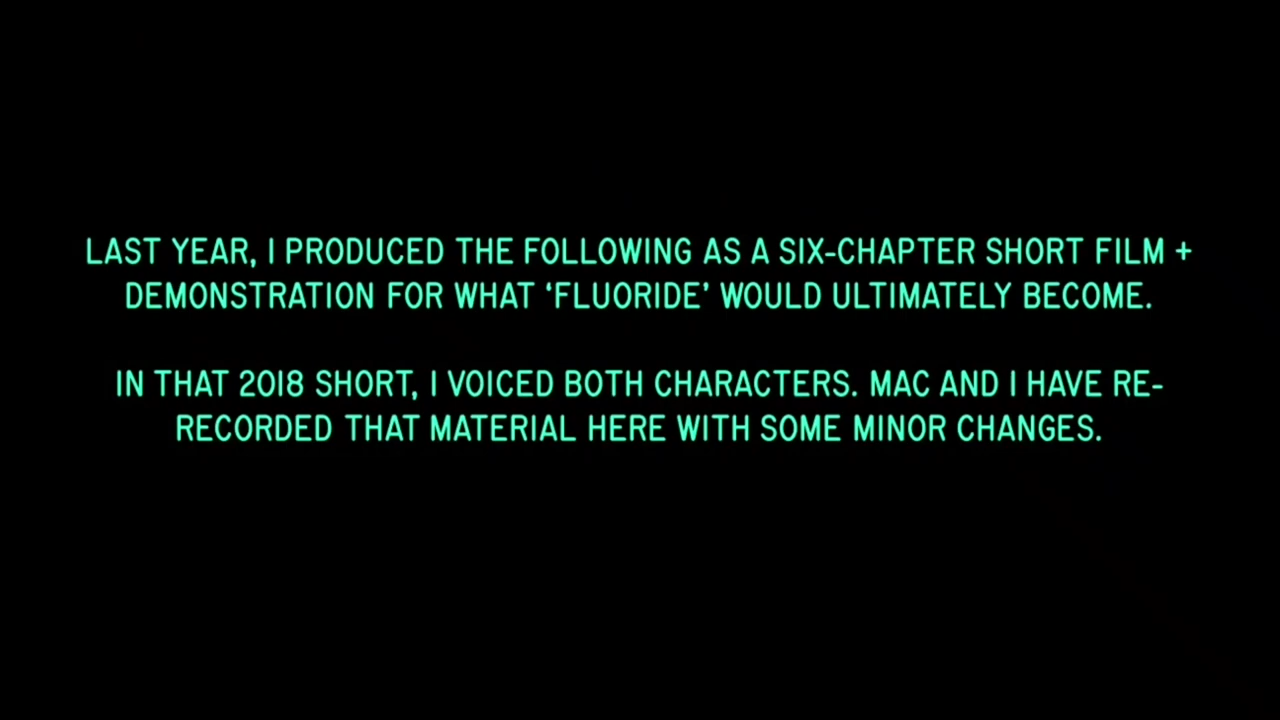 LAST YEAR, I PRODUCED THE FOLLOWING AS A SIX-CHAPTER SHORT FILM +
DEMONSTRATION FOR WHAT ‘FLUORIDE’ WOULD ULTIMATELY BECOME.
IN THAT 2018 SHORT, I VOICED BOTH CHARACTERS. MAC AND I HAVE RE-
RECORDED THAT MATERIAL HERE WITH SOME MINOR CHANGES.